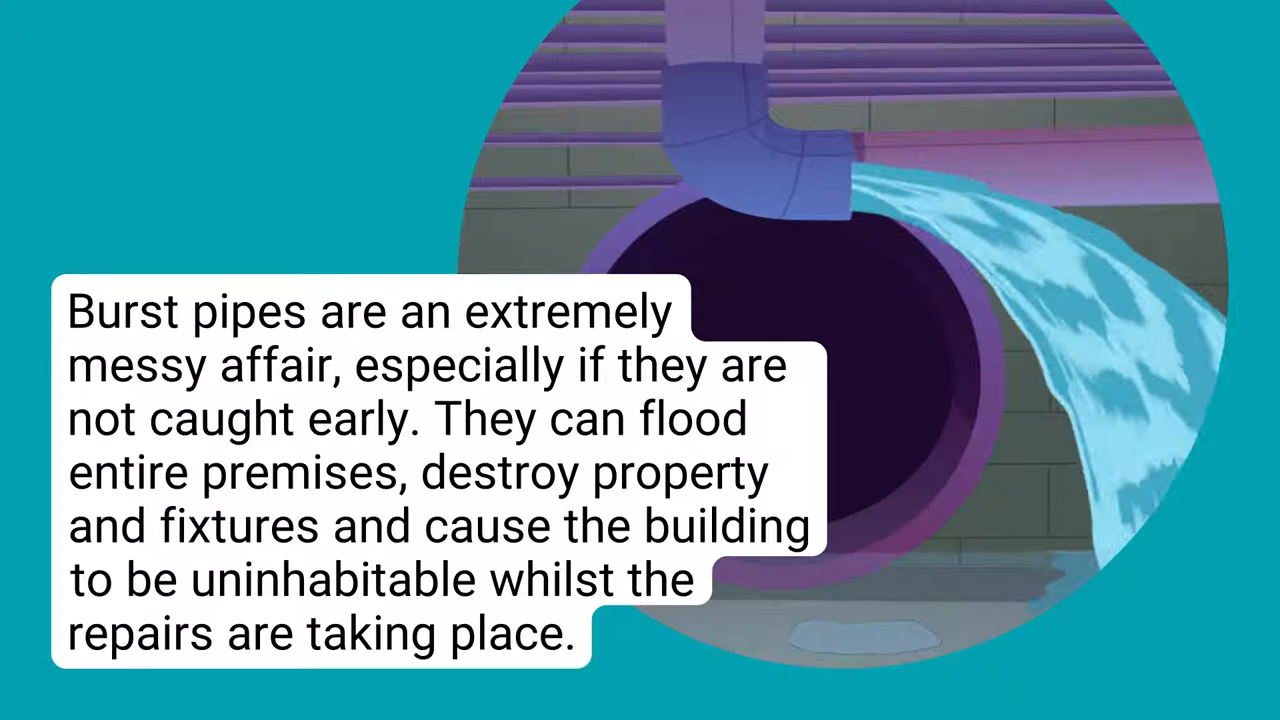 Burst pipes are an extremely
messy affair, especially if they are
not caught early. They can flood
entire premises, destroy property
and fixtures and cause the building
to be uninhabitable whilst the
repairs are taking place.